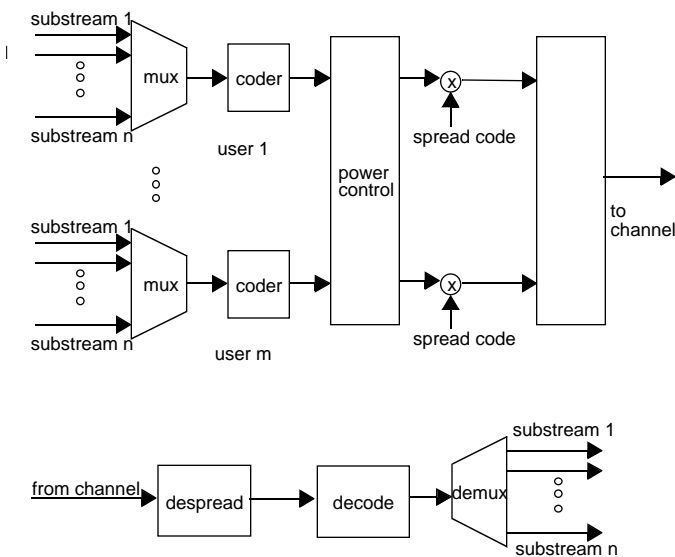 substream 1
mux
coder
substream n
user 1
spread code
power
control
to
channel
substream 1
mux
coder
substream n
user m
spread code
from channel
despread
decode
demux
substream 1
substream n